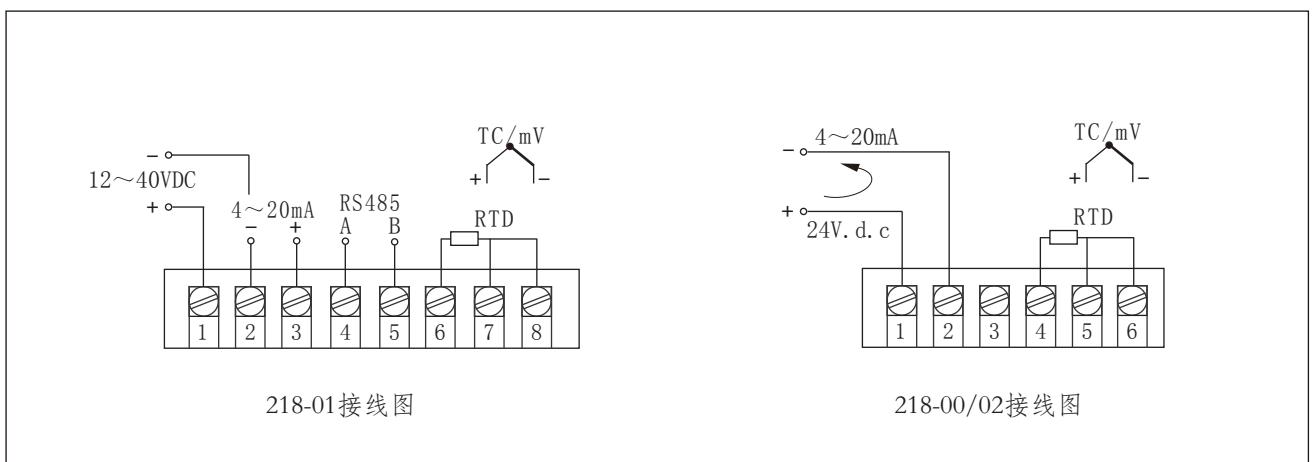 TC/mV
+ −
−
12～40VDC
+
4～20mA
− +
RS485
A B
RTD
1 2 3 4 5 6 7 8
218-01接线图
− 4～20mA
+ 24V.d.c
TC/mV
+ −
RTD
1 2 3 4 5 6
218-00/02接线图